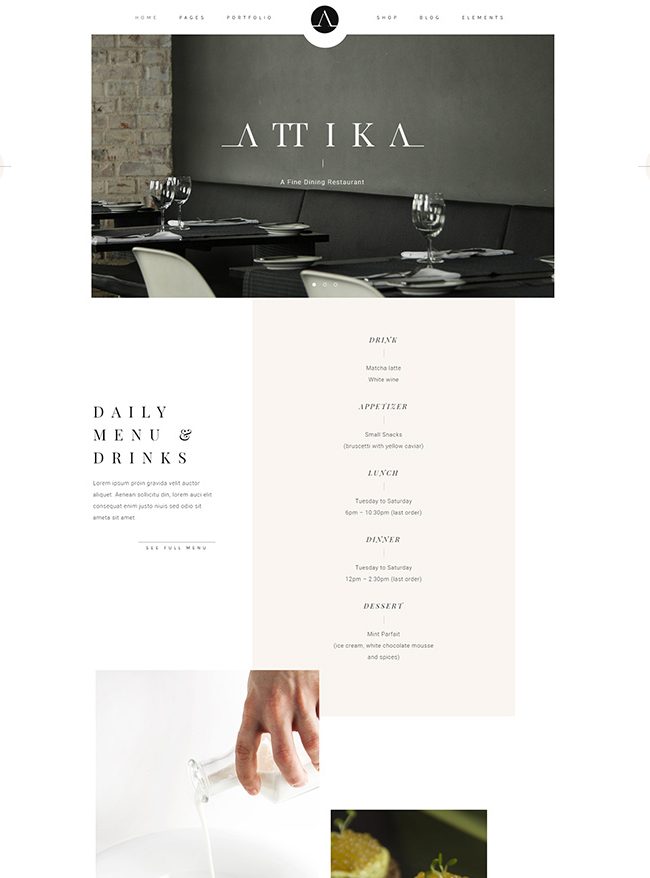 HOME PAGES PORTFOLIO SHOP BLOG ELEMENTS
ATTIKA
A Fine Dining Restaurant
DAILY
MENU &
DRINKS
Lorem ipsum proin gravida velit auctor
aliquet. Aenean sollicitu din, lorem auci elit
consequat enim justo niuis sed odio sit
ameta sit amet
SEE FULL MENU
DRINK
Matcha latte
White wine
APPETIZER
Small Snacks
(bruscetti with yellow caviar)
LUNCH
Tuesday to Saturday
6pm – 10:30pm (last order)
DINNER
Tuesday to Saturday
12pm – 2:30pm (last order)
DESSERT
Mint Parfait
(ice cream, white chocolate mousse
and spices)